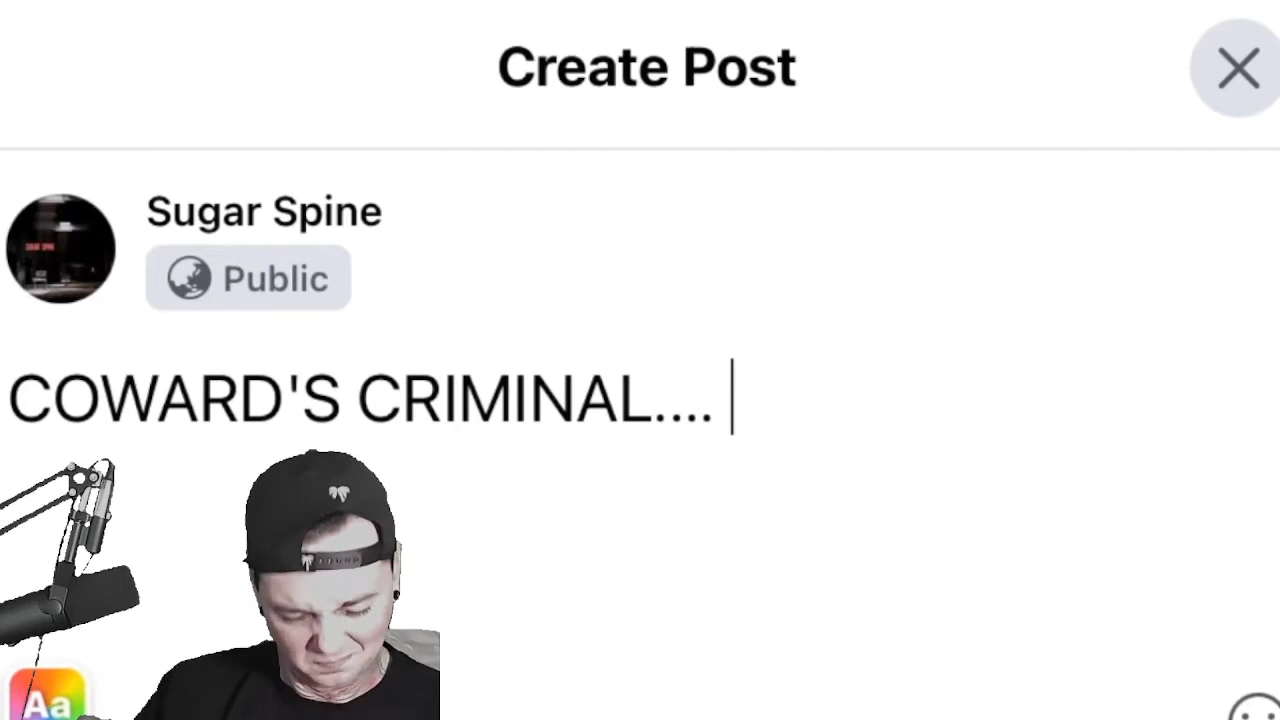 Create Post
Sugar Spine
Public
COWARD'S CRIMINAL....
Aa